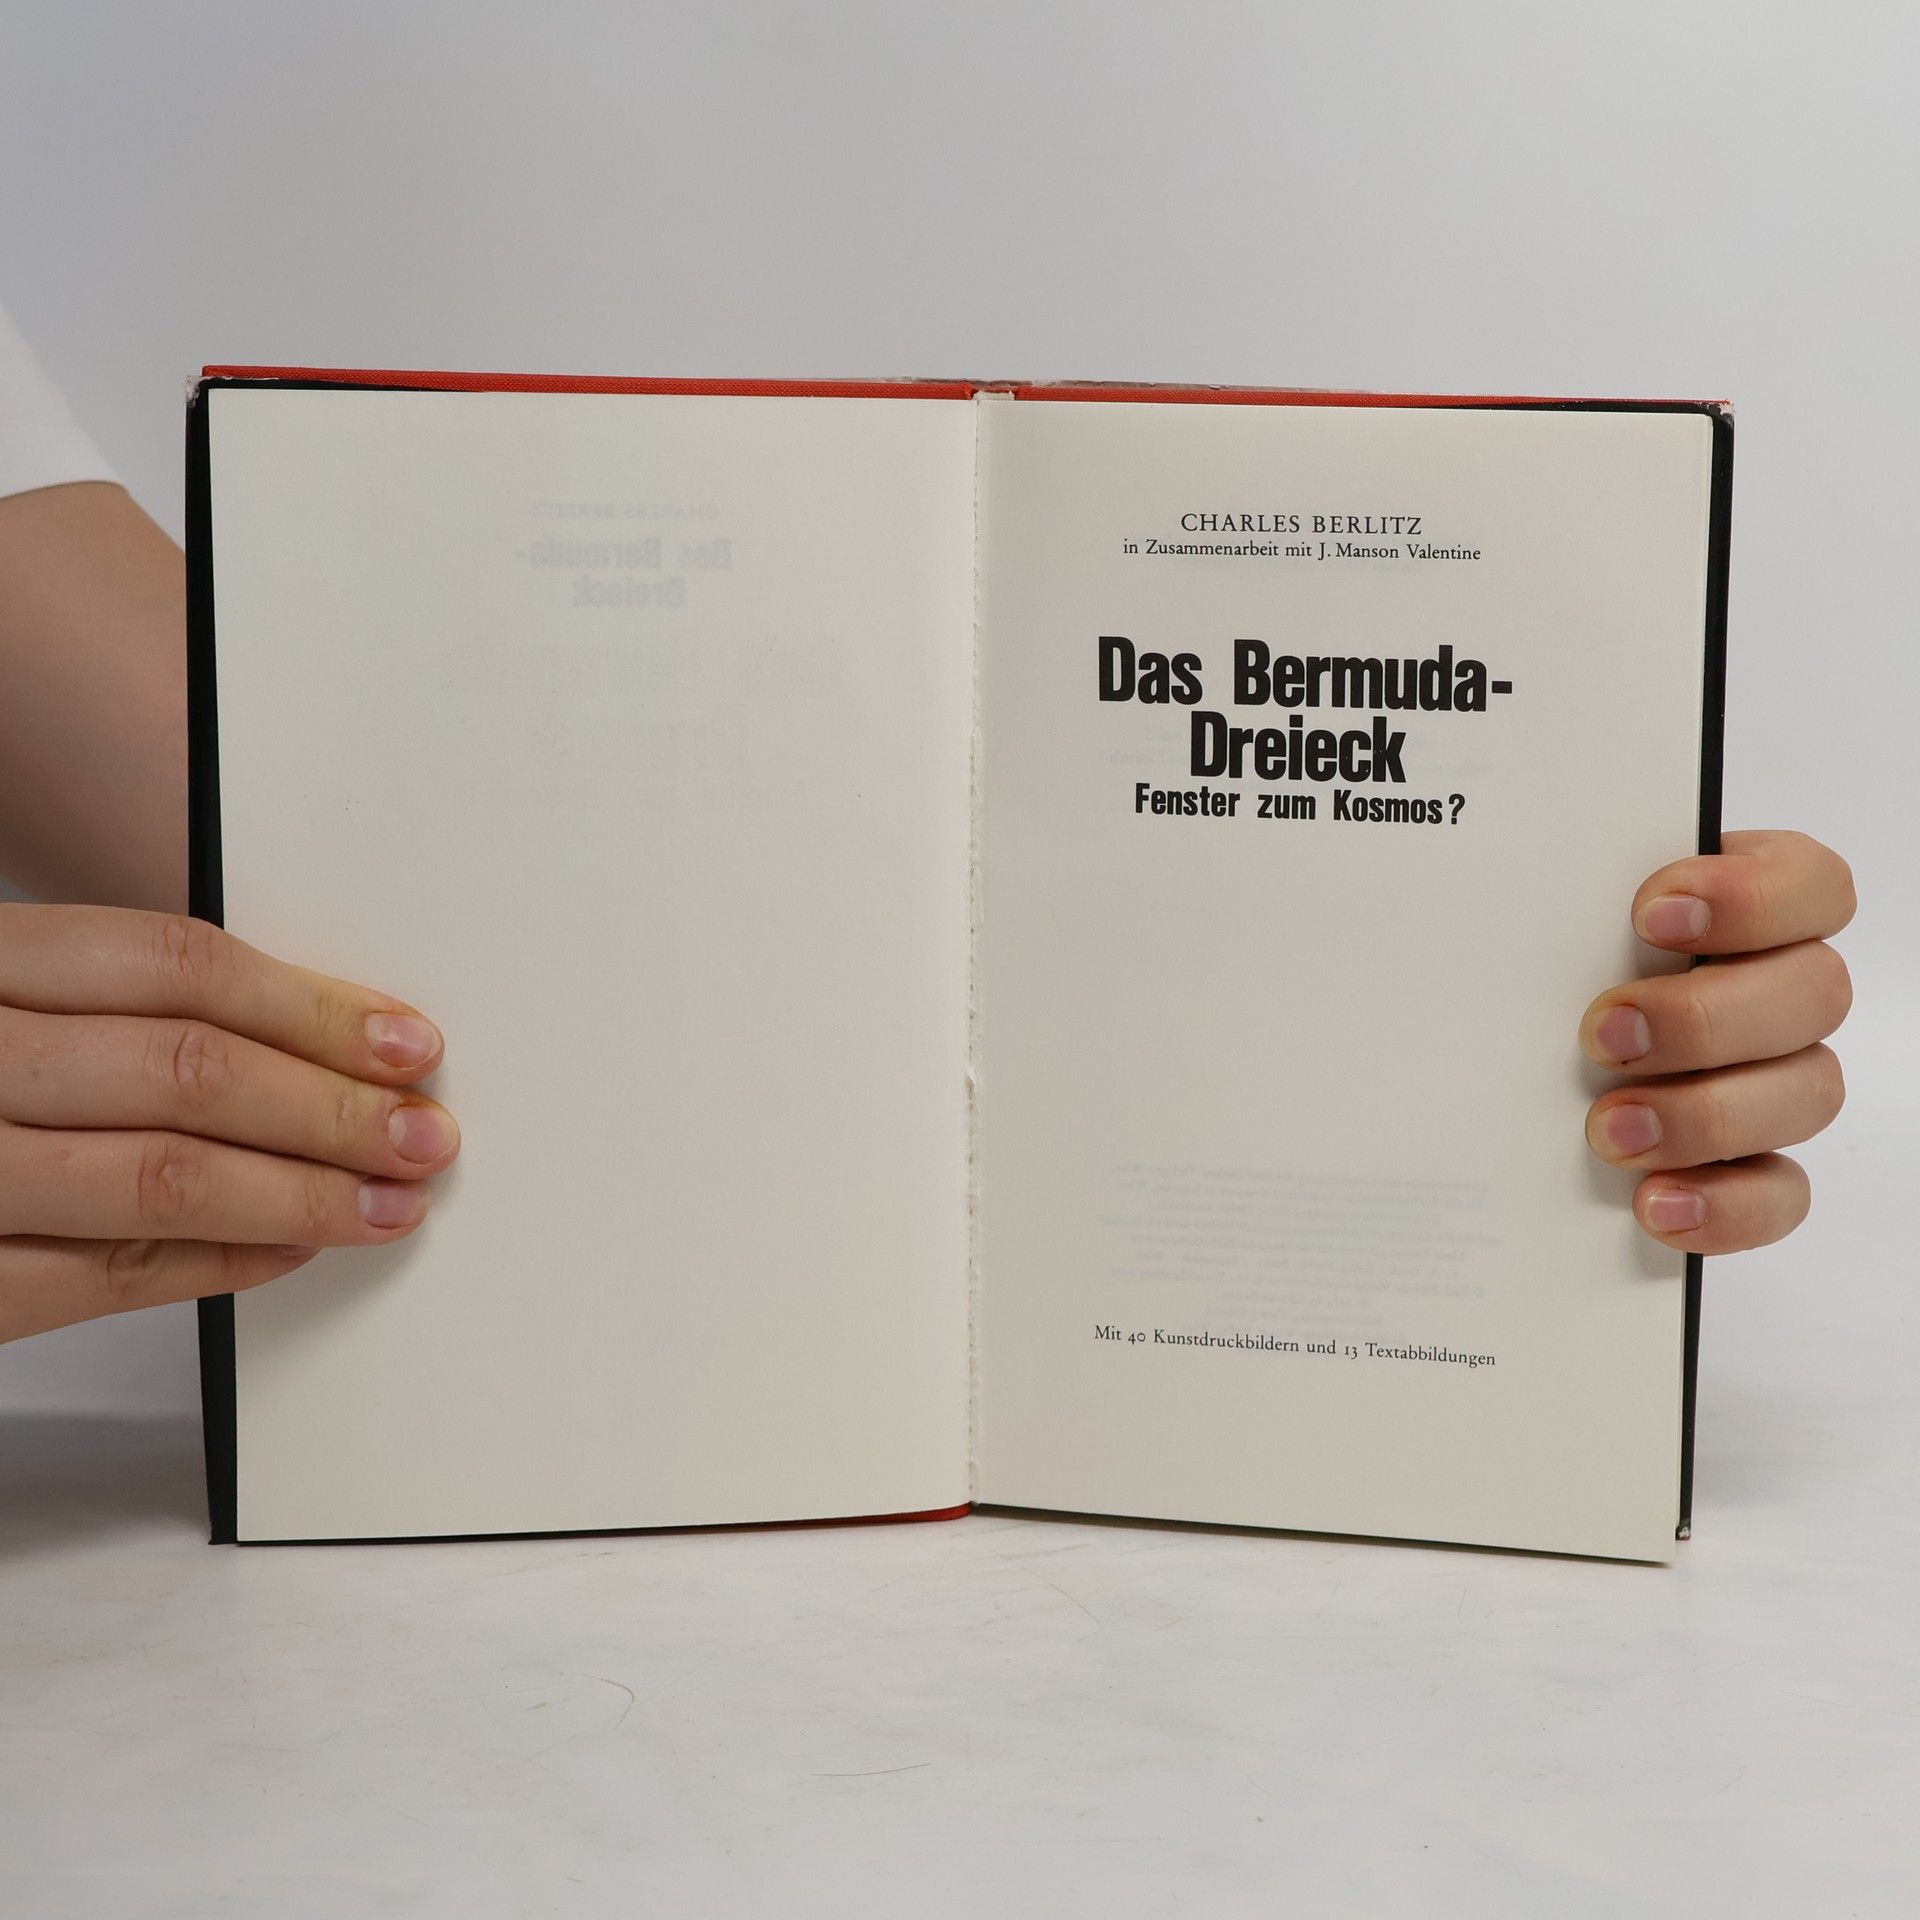 CHARLES BERLITZ
in Zusammenarbeit mit J. Manson Valentine
Das Bermuda-
Dreieck
Fenster zum Kosmos?
Mit 40 Kunstdruckbildern und 13 Textabbildungen